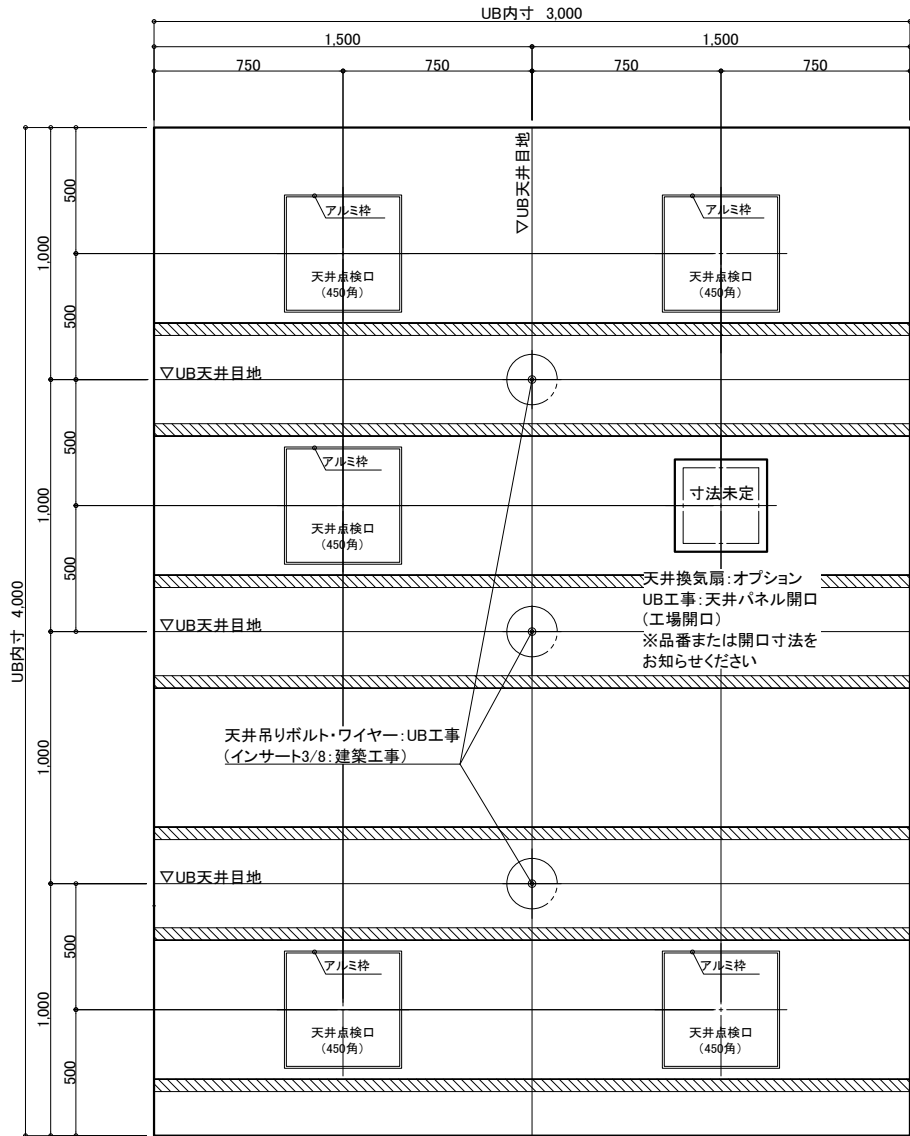 UB内寸 3,000
1,500 1,500
750 750 750 750
UB内寸 4,000
1,000 1,000 1,000 1,000
500 500 500 500 500 500
▽UB天井目地
アルミ枠
天井点検口
(450角)
アルミ枠
天井点検口
(450角)
▽UB天井目地
アルミ枠
天井点検口
(450角)
寸法未定
天井換気扇:オプション
UB工事:天井パネル開口
(工場開口)
※品番または開口寸法を
お知らせください
▽UB天井目地
天井吊りボルト・ワイヤー:UB工事
(インサート3/8:建築工事)
▽UB天井目地
アルミ枠
天井点検口
(450角)
アルミ枠
天井点検口
(450角)